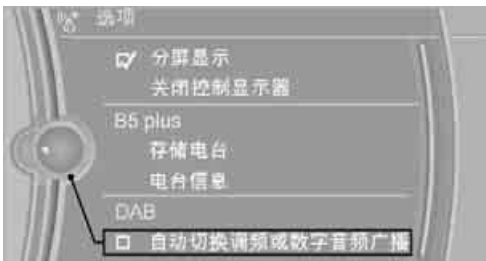 选项
分屏显示
关闭控制显示器
B5 plus
存储电台
电台信息
DAB
自动切换调频或数字音频广播